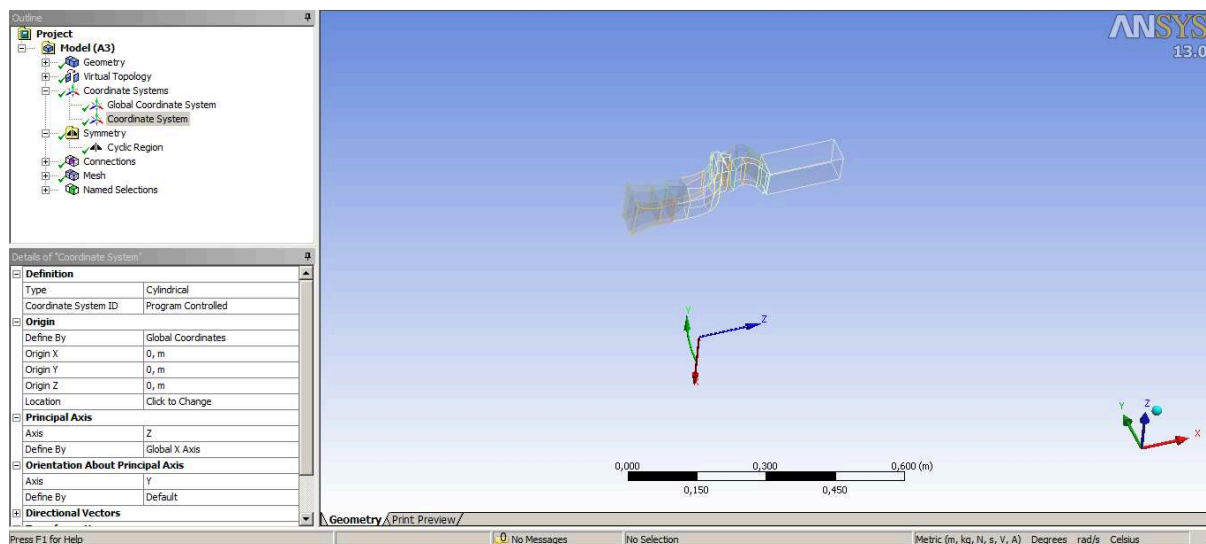 Outline
Project
Model (A3)
Geometry
Virtual Topology
Coordinate Systems
Global Coordinate System
Coordinate System
Symmetry
Cyclic Region
Connections
Mesh
Named Selections
Details of "Coordinate System"
Definition
Type Cylindrical
Coordinate System ID Program Controlled
Origin
Define By Global Coordinates
Origin X 0, m
Origin Y 0, m
Origin Z 0, m
Location Click to Change
Principal Axis
Axis Z
Define By Global X Axis
Orientation About Principal Axis
Axis Y
Define By Default
Directional Vectors
ANSYS
13.0
Y
Z
X
Y
Z
X
0,000 0,300 0,600 (m)
0,150 0,450
Geometry Print Preview
Press F1 for Help 0 No Messages No Selection Metric (m, kg, N, s, V, A) Degrees rad/s Celsius